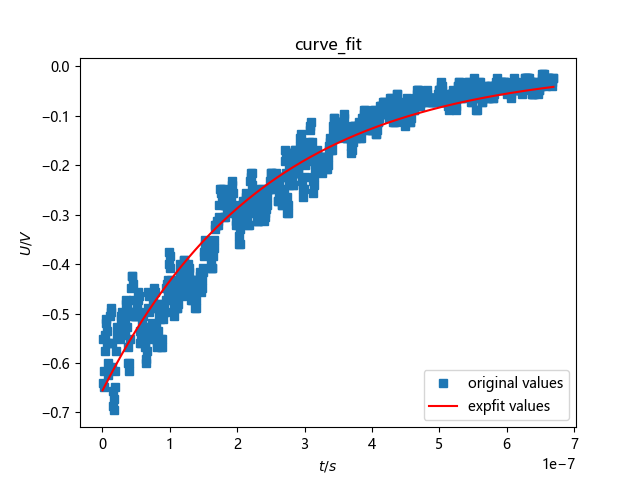 curve_fit
0.0
−0.1
−0.2
−0.3
−0.4
−0.5
−0.6
−0.7
U/V
original values
expfit values
0 1 2 3 4 5 6 7
t/s
1e−7